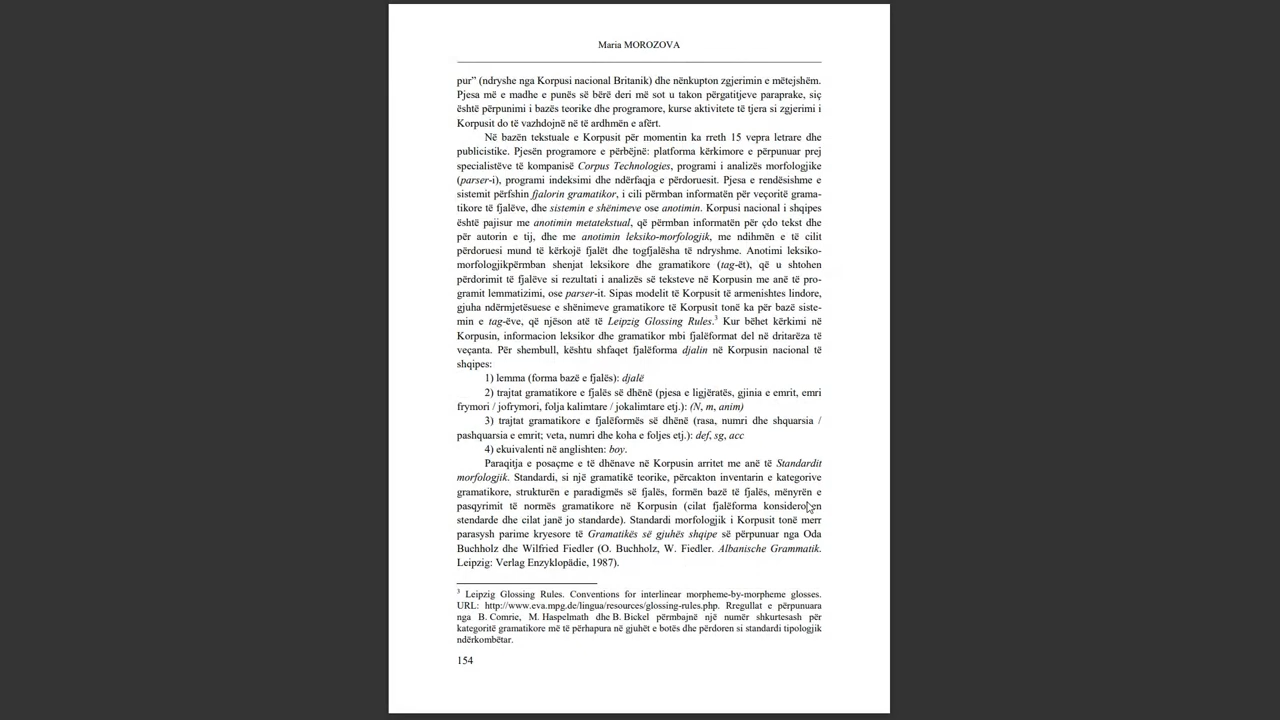 Maria MOROZOVA
pur” (ndryshe nga Korpusi nacional Britanik) dhe nënkupton zgjerimin e mëtejshëm.
Pjesa më e madhe e punës së bërë deri më sot u takon përgatitjeve paraprake, siç
është përpunimi i bazës teorike dhe programore, kurse aktivitete të tjera si zgjerimi i
Korpusit do të vazhdojnë në të ardhmën e afërt.
Në bazën tekstuale e Korpusit për momentin ka rreth 15 vepra letrare dhe
publicistike. Pjesën programore e përbëjnë: platforma kërkimore e përpunuar prej
specialistëve të kompanisë Corpus Technologies, programi i analizës morfologjike
(parser-i), programi indeksimi dhe ndërfaqja e përdoruesit. Pjesa e rendësishme e
sistemit përfshin fjalorin gramatikor, i cili përmban informatën për veçoritë grama-
tikore të fjalëve, dhe sistemin e shënimeve ose anotimin. Korpusi nacional i shqipes
është pajisur me anotimin metatekstual, që përmban informatën për çdo tekst dhe
për autorin e tij, dhe me anotimin leksiko-morfologjik, me ndihmën e të cilit
përdoruesi mund të kërkojë fjalët dhe togfjalësha të ndryshme. Anotimi leksiko-
morfologjikpërmban shenjat leksikore dhe gramatikore (tag-ët), që u shtohen
përdorimit të fjalëve si rezultati i analizës së teksteve në Korpusin me anë të pro-
gramit lemmatizimi, ose parser-it. Sipas modelit të Korpusit të armenishtes lindore,
gjuha ndërmjetësuese e shënimeve gramatikore të Korpusit tonë ka për bazë siste-
min e tag-ëve, që njëson atë të Leipzig Glossing Rules.³ Kur bëhet kërkimi në
Korpusin, informacion leksikor dhe gramatikor mbi fjalëformat del në dritarëza të
veçanta. Për shembull, kështu shfaqet fjalëforma djalin në Korpusin nacional të
shqipes:
1) lemma (forma bazë e fjalës): djalë
2) trajtat gramatikore e fjalës së dhënë (pjesa e ligjëratës, gjinia e emrit, emri
frymori / jofrymori, folja kalimtare / jokalimtare etj.): (N, m, anim)
3) trajtat gramatikore e fjalëformës së dhënë (rasa, numri dhe shquarsia /
pashquarsia e emrit; veta, numri dhe koha e foljes etj.): def, sg, acc
4) ekuivalenti në anglishten: boy.
Paraqitja e posaçme e të dhënave në Korpusin arritet me anë të Standardit
morfologjik. Standardi, si një gramatikë teorike, përcakton inventarin e kategorive
gramatikore, strukturën e paradigmës së fjalës, formën bazë të fjalës, mënyrën e
pasqyrimit të normës gramatikore në Korpusin (cilat fjalëforma konsiderohen
stendarde dhe cilat janë jo standarde). Standardi morfologjik i Korpusit tonë merr
parasysh parime kryesore të Gramatikës së gjuhës shqipe së përpunuar nga Oda
Buchholz dhe Wilfried Fiedler (O. Buchholz, W. Fiedler. Albanische Grammatik.
Leipzig: Verlag Enzyklopädie, 1987).
³ Leipzig Glossing Rules. Conventions for interlinear morpheme-by-morpheme glosses.
URL: http://www.eva.mpg.de/lingua/resources/glossing-rules.php. Rregullat e përpunuara
nga B. Comrie, M. Haspelmath dhe B. Bickel përmbajnë një numër shkurtesash për
kategoritë gramatikore më të përhapura në gjuhët e botës dhe përdoren si standardi tipologjik
ndërkombëtar.
154